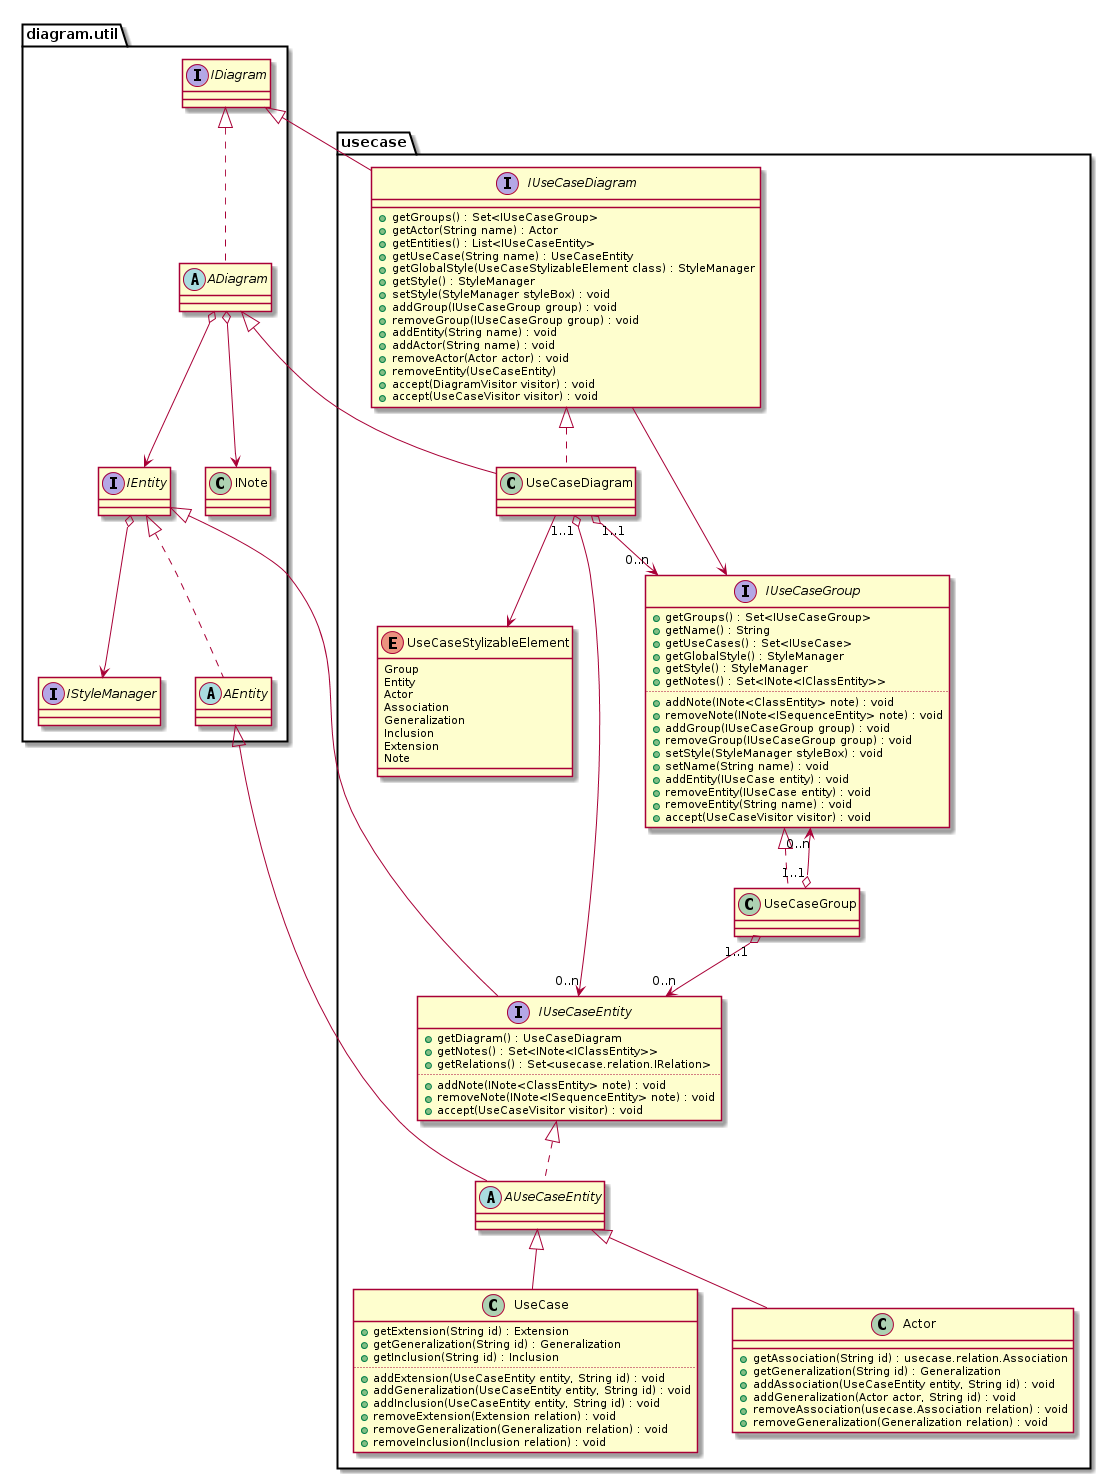 diagram.util
I IDiagram
usecase
I IUseCaseDiagram
getGroups() : Set<IUseCaseGroup>
getActor(String name) : Actor
getEntities() : List<IUseCaseEntity>
getUseCase(String name) : UseCaseEntity
getGlobalStyle(UseCaseStylizableElement class) : StyleManager
getStyle() : StyleManager
setStyle(StyleManager styleBox) : void
addGroup(IUseCaseGroup group) : void
removeGroup(IUseCaseGroup group) : void
addEntity(String name) : void
addActor(String name) : void
removeActor(Actor actor) : void
removeEntity(UseCaseEntity)
accept(DiagramVisitor visitor) : void
accept(UseCaseVisitor visitor) : void
A ADiagram
I IEntity
C INote
C UseCaseDiagram
1..1
1..1
0..n
I IUseCaseGroup
getGroups() : Set<IUseCaseGroup>
getName() : String
getUseCases() : Set<IUseCase>
getGlobalStyle() : StyleManager
getStyle() : StyleManager
getNotes() : Set<INote<IClassEntity>>
addNote(INote<ClassEntity> note) : void
removeNote(INote<ISequenceEntity> note) : void
addGroup(IUseCaseGroup group) : void
removeGroup(IUseCaseGroup group) : void
setStyle(StyleManager styleBox) : void
setName(String name) : void
addEntity(IUseCase entity) : void
removeEntity(IUseCase entity) : void
removeEntity(String name) : void
accept(UseCaseVisitor visitor) : void
E UseCaseStylizableElement
Group
Entity
Actor
Association
Generalization
Inclusion
Extension
Note
I IStyleManager
A AEntity
0..n
1..1
C UseCaseGroup
1..1
0..n
0..n
I IUseCaseEntity
getDiagram() : UseCaseDiagram
getNotes() : Set<INote<IClassEntity>>
getRelations() : Set<usecase.relation.IRelation>
addNote(INote<ClassEntity> note) : void
removeNote(INote<ISequenceEntity> note) : void
accept(UseCaseVisitor visitor) : void
A AUseCaseEntity
C UseCase
getExtension(String id) : Extension
getGeneralization(String id) : Generalization
getInclusion(String id) : Inclusion
addExtension(UseCaseEntity entity, String id) : void
addGeneralization(UseCaseEntity entity, String id) : void
addInclusion(UseCaseEntity entity, String id) : void
removeExtension(Extension relation) : void
removeGeneralization(Generalization relation) : void
removeInclusion(Inclusion relation) : void
C Actor
getAssociation(String id) : usecase.relation.Association
getGeneralization(String id) : Generalization
addAssociation(UseCaseEntity entity, String id) : void
addGeneralization(Actor actor, String id) : void
removeAssociation(usecase.Association relation) : void
removeGeneralization(Generalization relation) : void